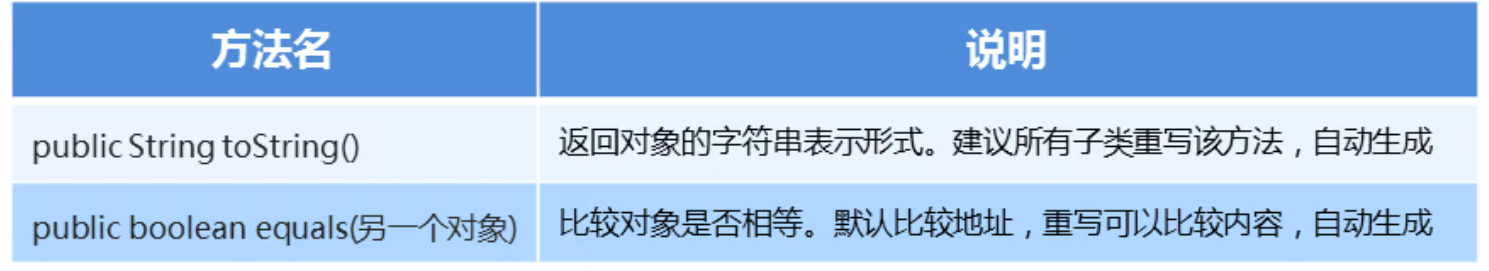 方法名 说明
public String toString() 返回对象的字符串表示形式。建议所有子类重写该方法，自动生成
public boolean equals(另一个对象) 比较对象是否相等。默认比较地址，重写可以比较内容，自动生成